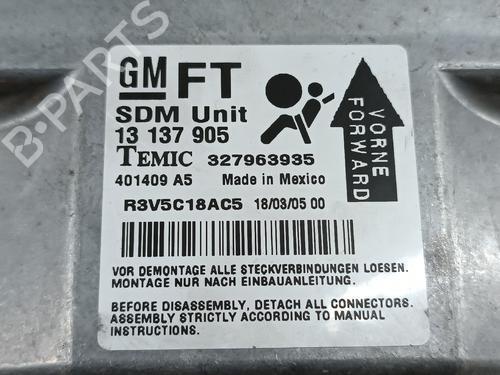 GM FT
SDM Unit
13 137 905
TEMIC 327963935
401409 A5 Made in Mexico
R3V5C18AC5 18/03/05 00
VORNE
FORWARD
VOR DEMONTAGE ALLE STECKVERBINDUNGEN LOESEN.
MONTAGE NUR NACH EINBAUANLEITUNG.
BEFORE DISASSEMBLY, DETACH ALL CONNECTORS.
ASSEMBLY STRICTLY ACCORDING TO MANUAL
INSTRUCTIONS.
B-PARTS